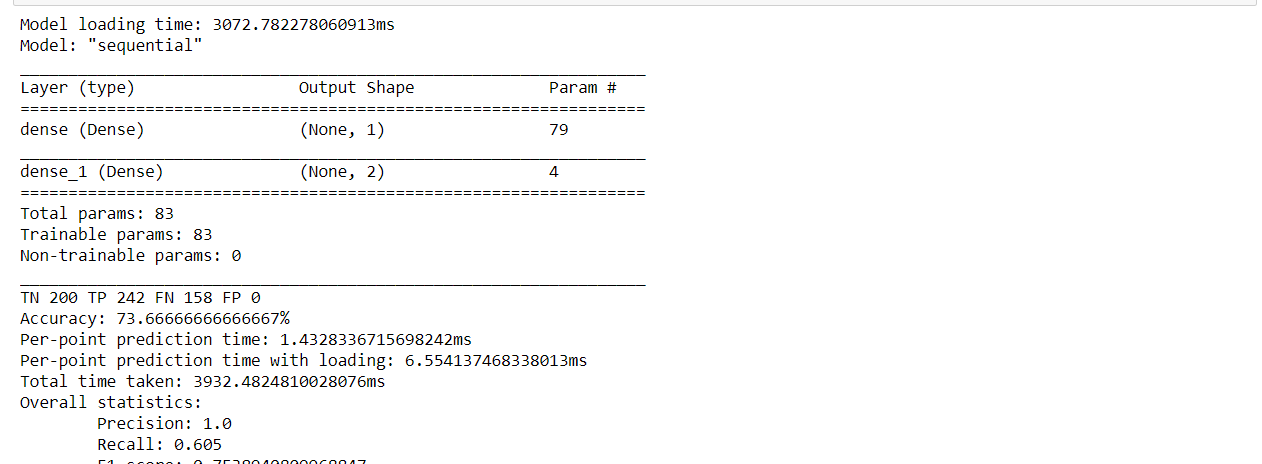 Model loading time: 3072.782278060913ms
Model: "sequential"
_________________________________________________________________
Layer (type)                 Output Shape              Param #
=================================================================
dense (Dense)                (None, 1)                 79
_________________________________________________________________
dense_1 (Dense)              (None, 2)                 4
=================================================================
Total params: 83
Trainable params: 83
Non-trainable params: 0
_________________________________________________________________
TN 200 TP 242 FN 158 FP 0
Accuracy: 73.66666666666667%
Per-point prediction time: 1.4328336715698242ms
Per-point prediction time with loading: 6.554137468338013ms
Total time taken: 3932.4824810028076ms
Overall statistics:
        Precision: 1.0
        Recall: 0.605